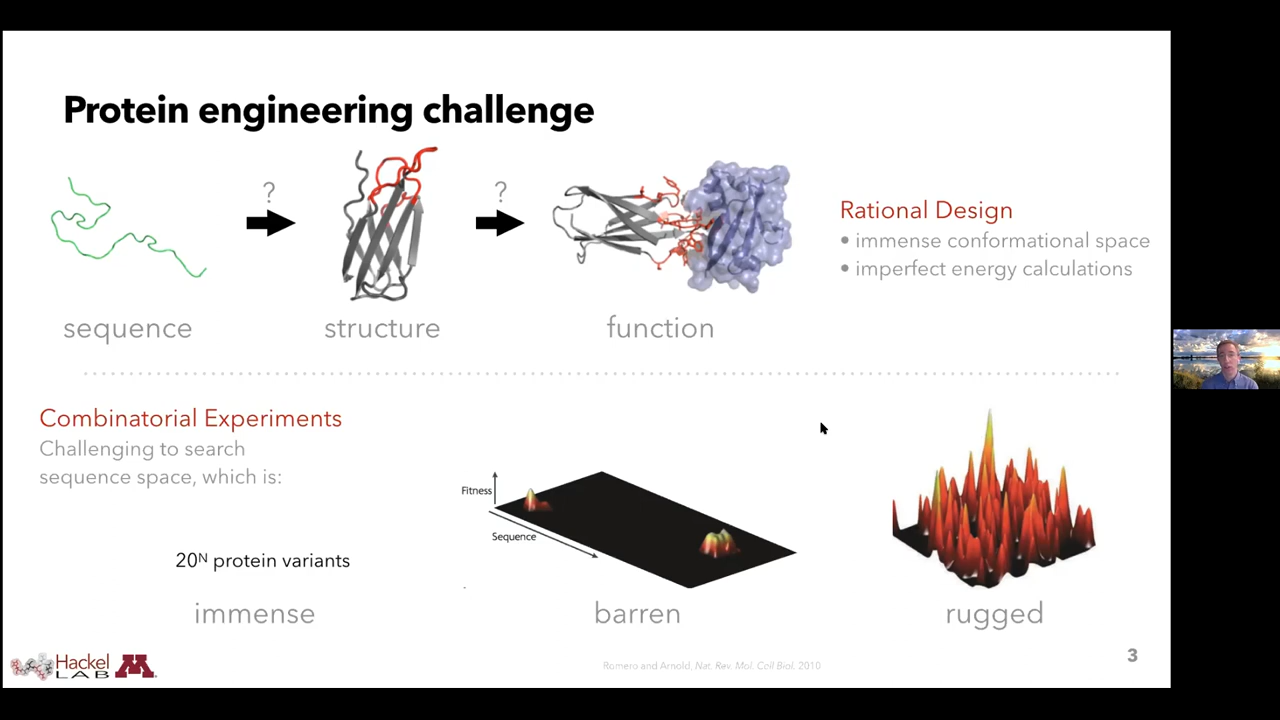 Protein engineering challenge
?
?
sequence
structure
function
Rational Design
• immense conformational space
• imperfect energy calculations
Combinatorial Experiments
Challenging to search
sequence space, which is:
20ᴺ protein variants
immense
Fitness
Sequence
barren
rugged
Hackel
LAB
M
Romero and Arnold, Nat. Rev. Mol. Cell Biol. 2010
3